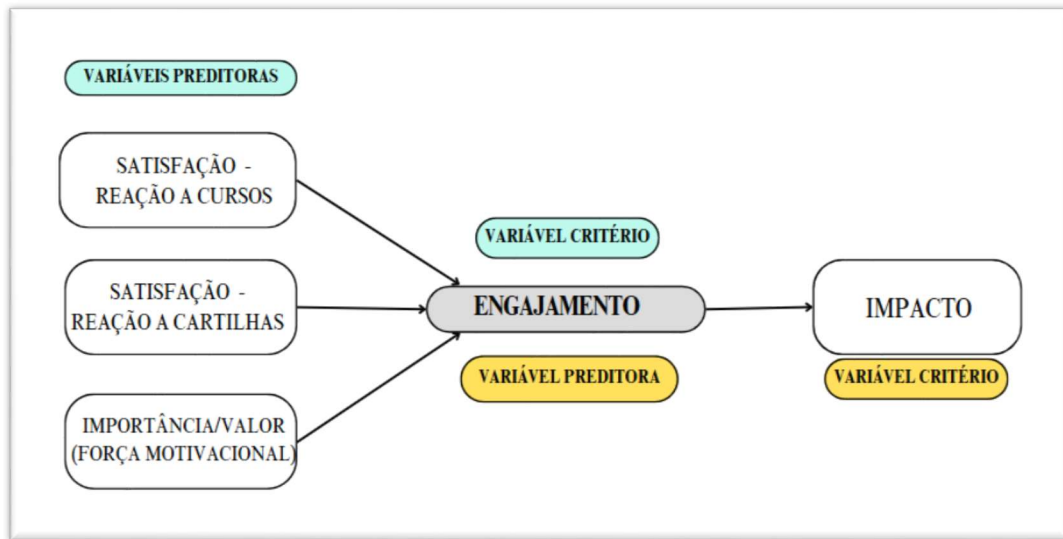 VARIÁVEIS PREDITORAS
SATISFAÇÃO -
REAÇÃO A CURSOS
SATISFAÇÃO -
REAÇÃO A CARTILHAS
IMPORTÂNCIA/VALOR
(FORÇA MOTIVACIONAL)
VARIÁVEL CRITÉRIO
ENGAJAMENTO
VARIÁVEL PREDITORA
IMPACTO
VARIÁVEL CRITÉRIO